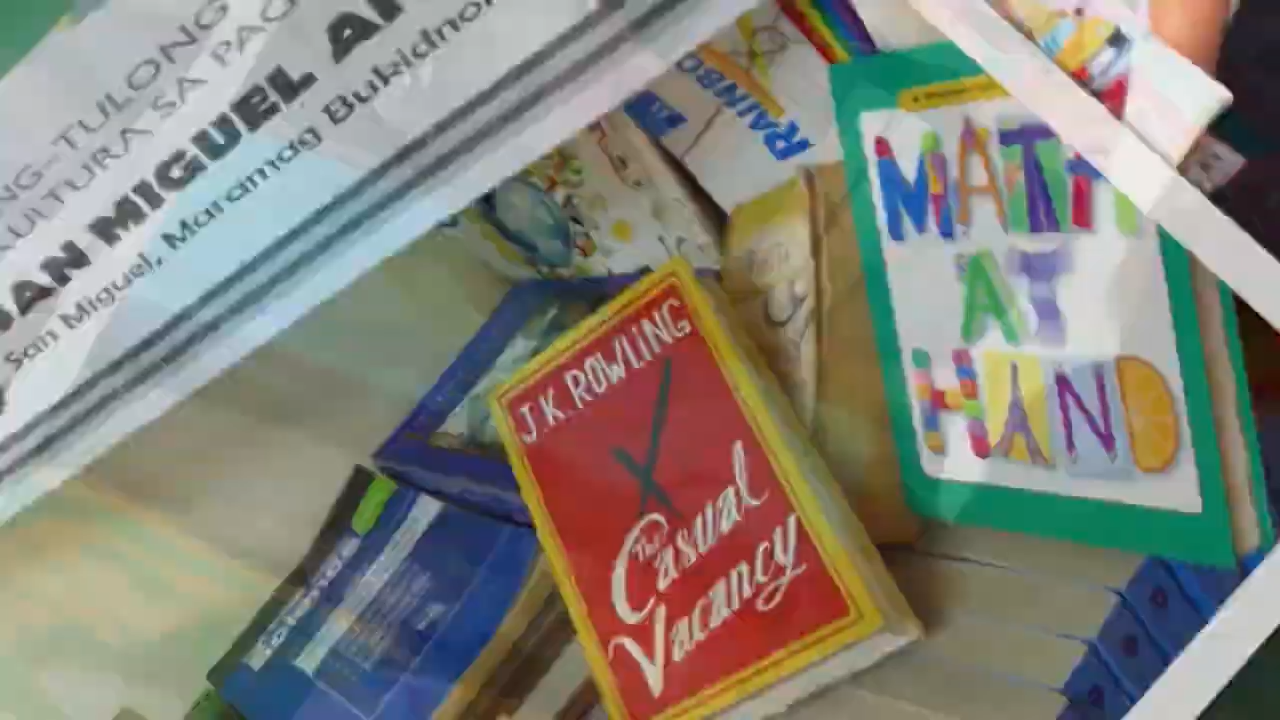 NG-TULONG
SA PAG
KULTURA
SAN MIGUEL
San Miguel, Maramag Bukidnon
RAINBO
MATH
AT
HAND
J.K. ROWLING
The
Casual
Vacancy